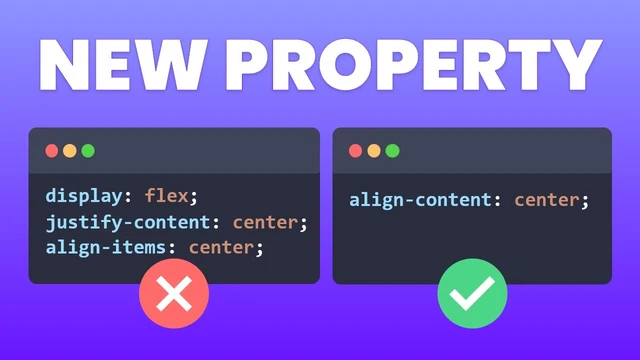 NEW PROPERTY
display: flex;
justify-content: center;
align-items: center;
align-content: center;